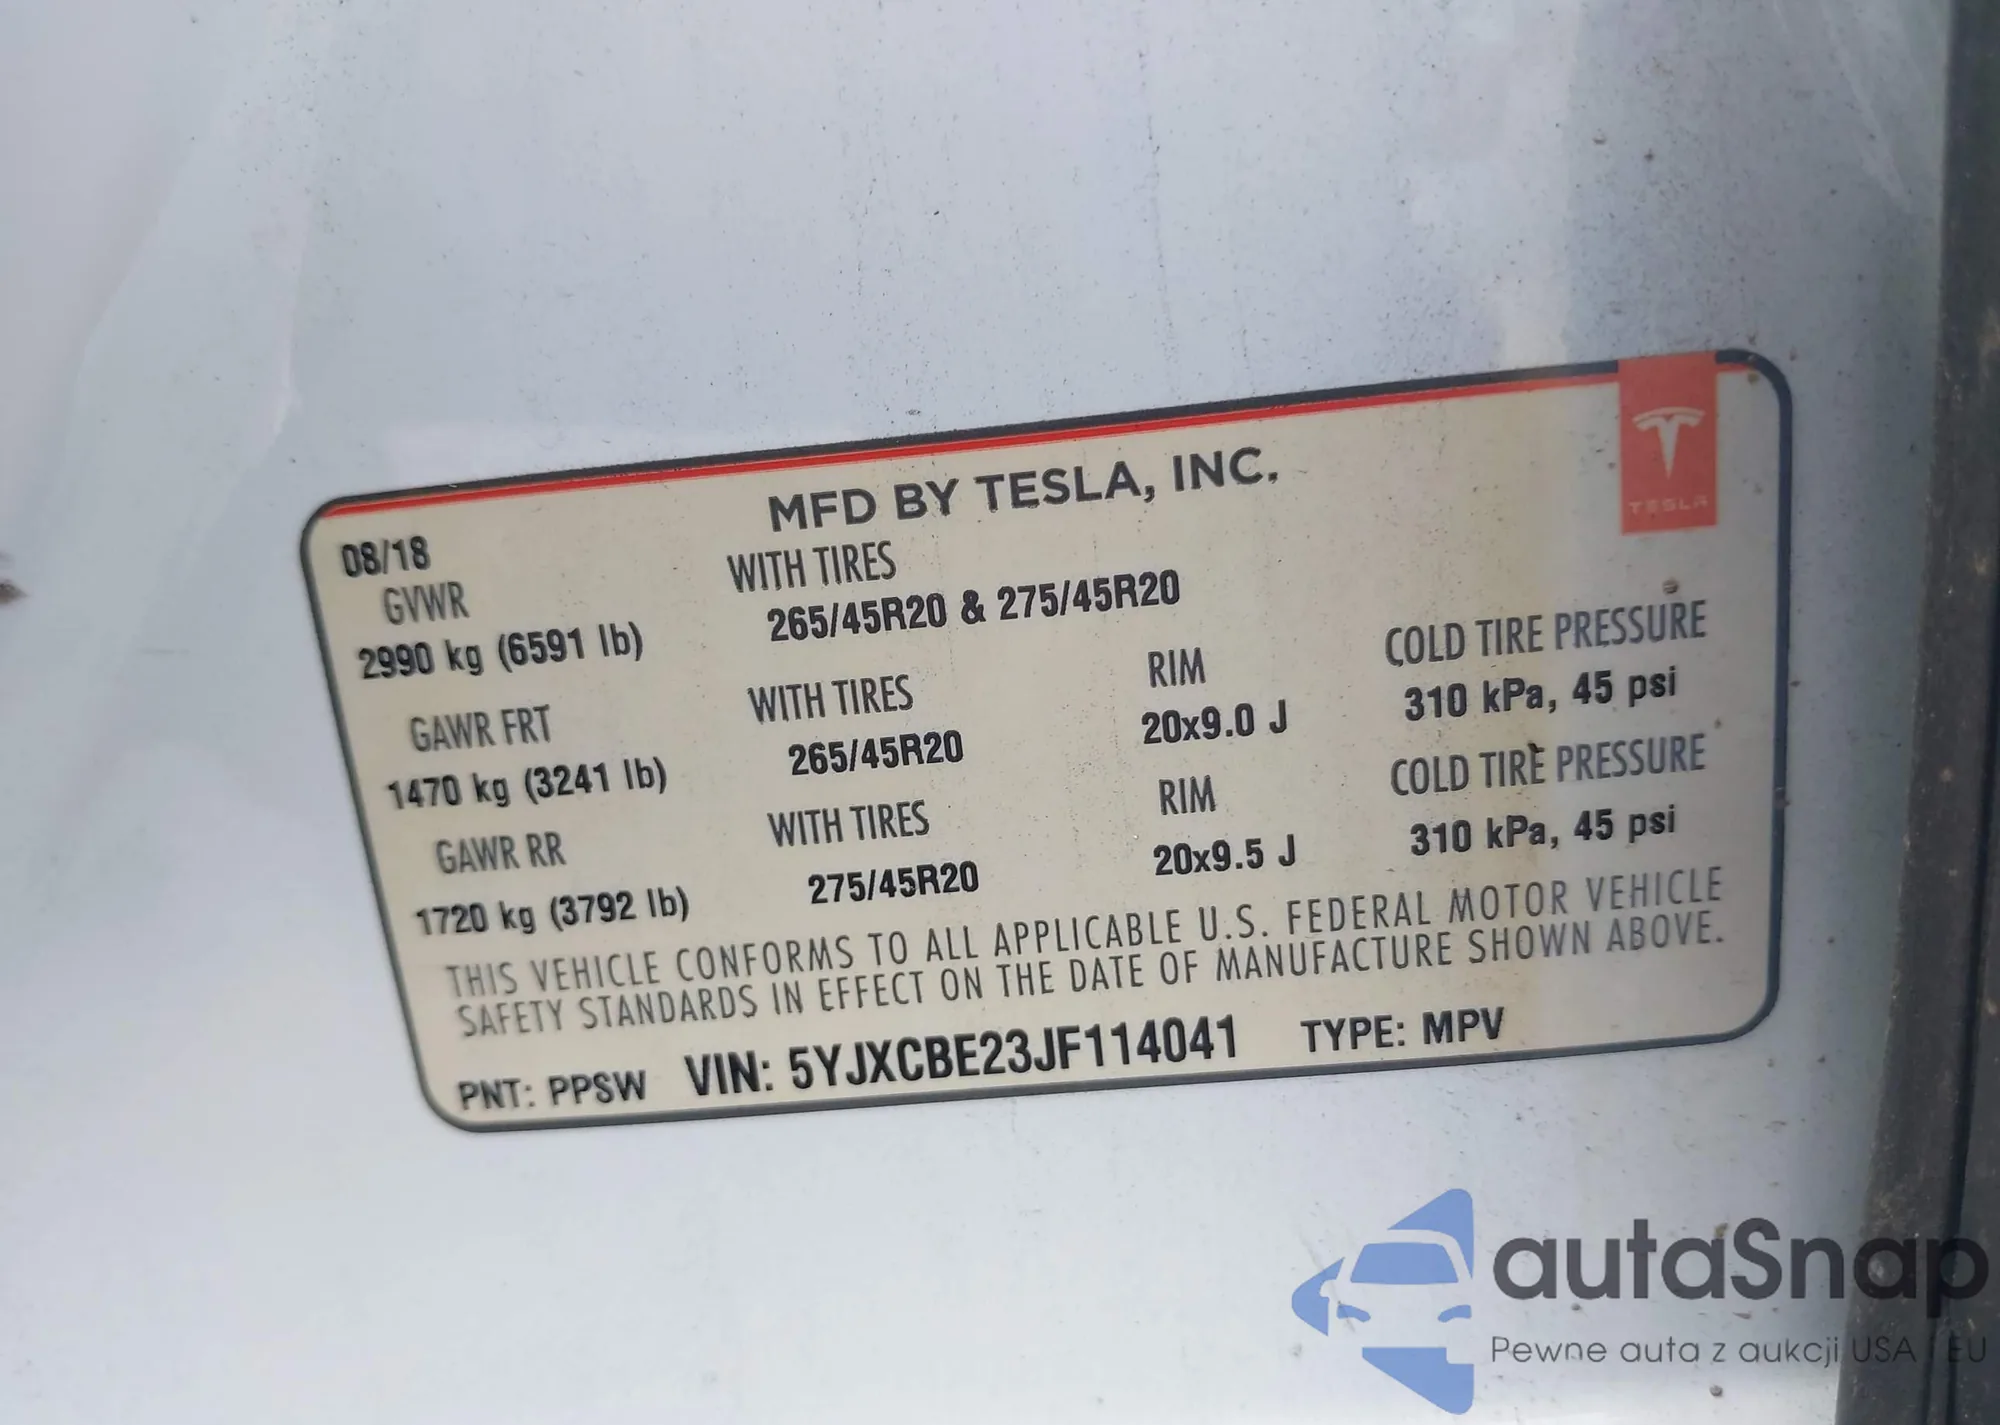 MFD BY TESLA, INC.
TESLA
08/18
GVWR WITH TIRES
2990 kg (6591 lb) 265/45R20 & 275/45R20
GAWR FRT WITH TIRES RIM COLD TIRE PRESSURE
1470 kg (3241 lb) 265/45R20 20x9.0 J 310 kPa, 45 psi
GAWR RR WITH TIRES RIM COLD TIRE PRESSURE
1720 kg (3792 lb) 275/45R20 20x9.5 J 310 kPa, 45 psi
THIS VEHICLE CONFORMS TO ALL APPLICABLE U.S. FEDERAL MOTOR VEHICLE
SAFETY STANDARDS IN EFFECT ON THE DATE OF MANUFACTURE SHOWN ABOVE.
PNT: PPSW VIN: 5YJXCBE23JF114041 TYPE: MPV
autaSnap
Pewne auta z aukcji USA i EU